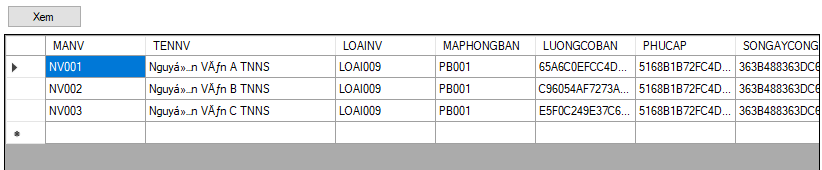 Xem
MANV TENNV LOAINV MAPHONGBAN LUONGCOBAN PHUCAP SONGAYCONG
NV001 Nguyá»…n VÄƒn A TNNS LOAI009 PB001 65A6C0EFCC4D... 5168B1B72FC4D... 363B488363DC6
NV002 Nguyá»…n VÄƒn B TNNS LOAI009 PB001 C96054AF7273A... 5168B1B72FC4D... 363B488363DC6
NV003 Nguyá»…n VÄƒn C TNNS LOAI009 PB001 E5F0C249E37C6... 5168B1B72FC4D... 363B488363DC6